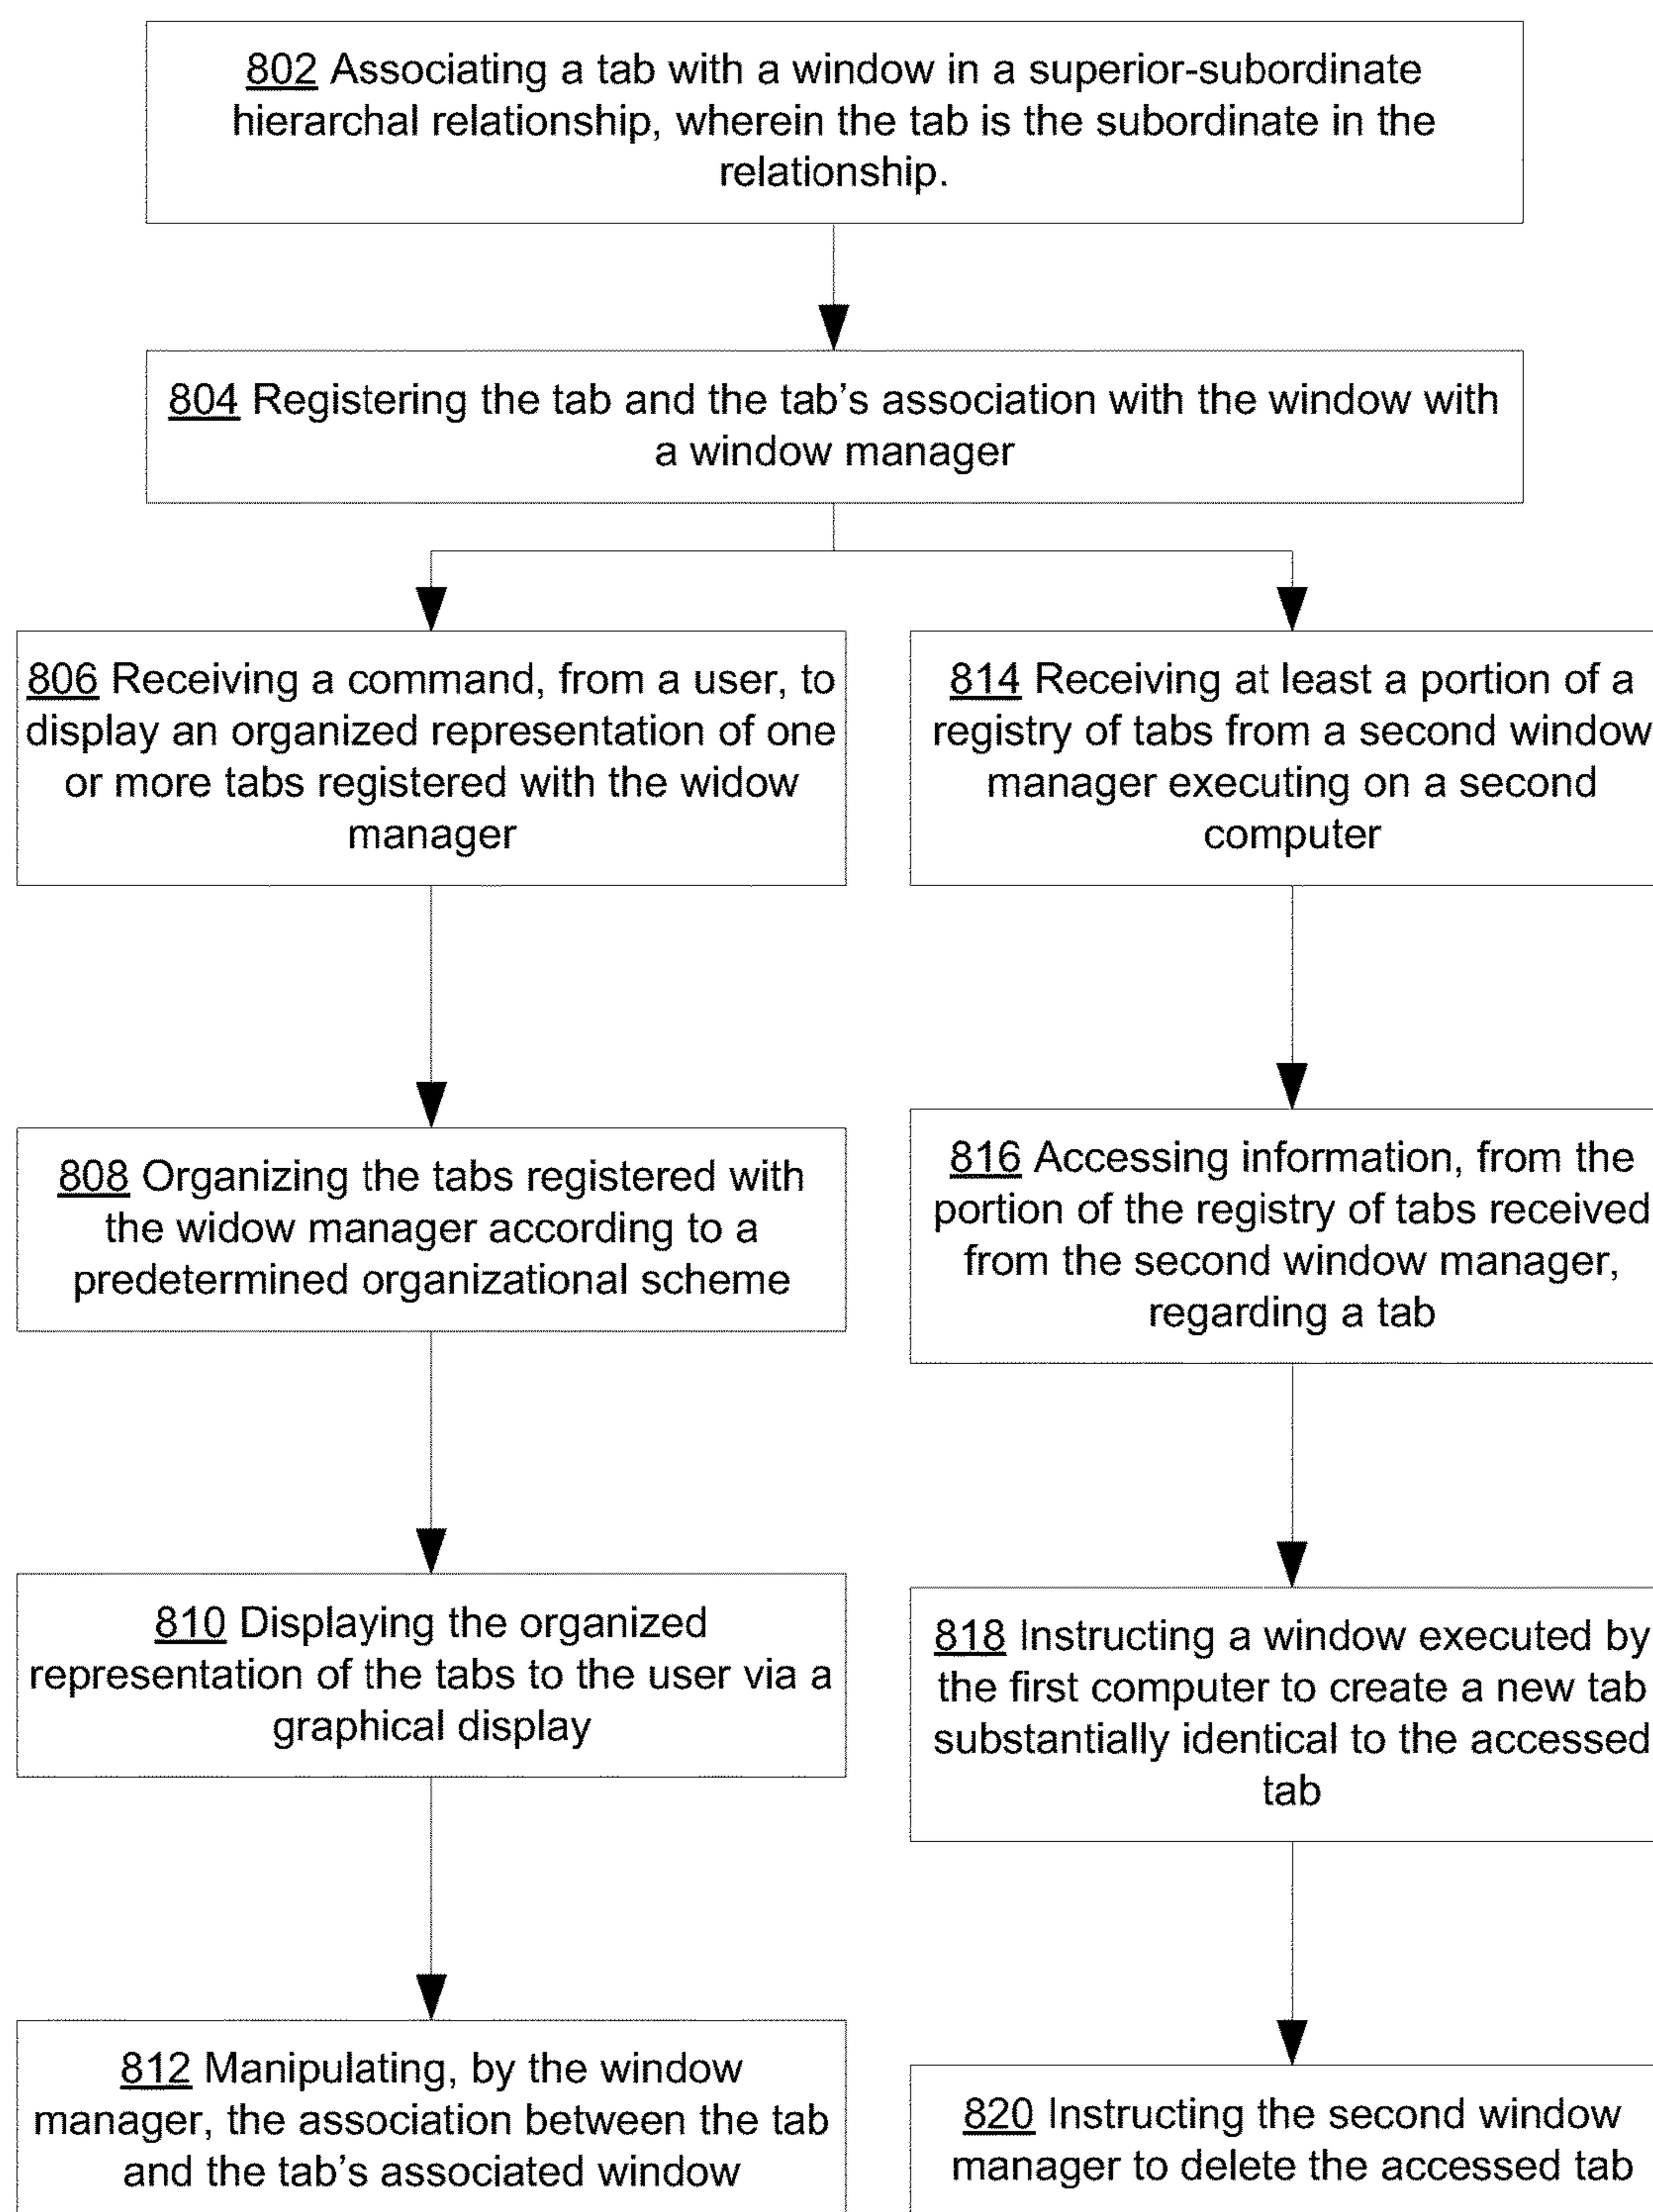 802 Associating a tab with a window in a superior-subordinate
hierarchal relationship, wherein the tab is the subordinate in the
relationship.
804 Registering the tab and the tab's association with the window with
a window manager
806 Receiving a command, from a user, to
display an organized representation of one
or more tabs registered with the widow
manager
808 Organizing the tabs registered with
the widow manager according to a
predetermined organizational scheme
810 Displaying the organized
representation of the tabs to the user via a
graphical display
812 Manipulating, by the window
manager, the association between the tab
and the tab's associated window
814 Receiving at least a portion of a
registry of tabs from a second window
manager executing on a second
computer
816 Accessing information, from the
portion of the registry of tabs received
from the second window manager,
regarding a tab
818 Instructing a window executed by
the first computer to create a new tab
substantially identical to the accessed
tab
820 Instructing the second window
manager to delete the accessed tab